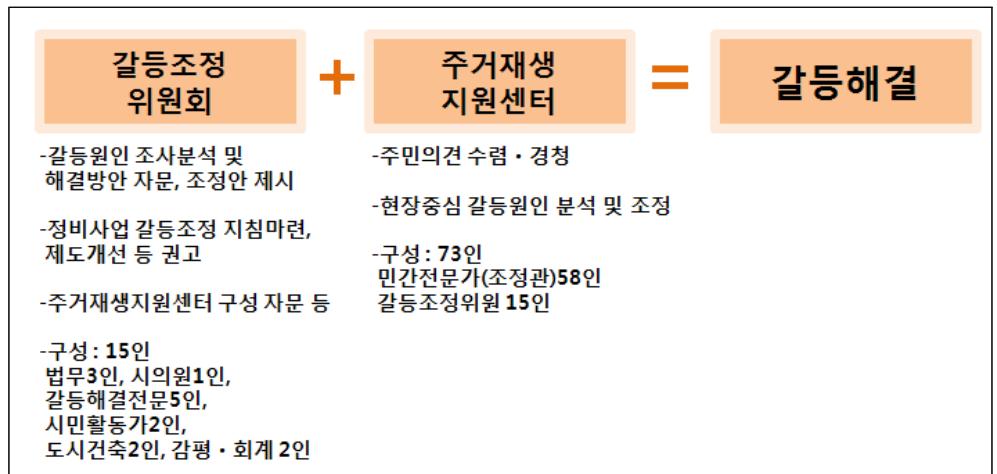 갈등조정
위원회
+
주거재생
지원센터
=
갈등해결
-갈등원인 조사분석 및
해결방안 자문, 조정안 제시
-정비사업 갈등조정 지침마련,
제도개선 등 권고
-주거재생지원센터 구성 자문 등
-구성 : 15인
법무3인, 시의원1인,
갈등해결전문5인,
시민활동가2인,
도시건축2인, 감평・회계 2인
-주민의견 수렴・경청
-현장중심 갈등원인 분석 및 조정
-구성 : 73인
민간전문가(조정관)58인
갈등조정위원 15인